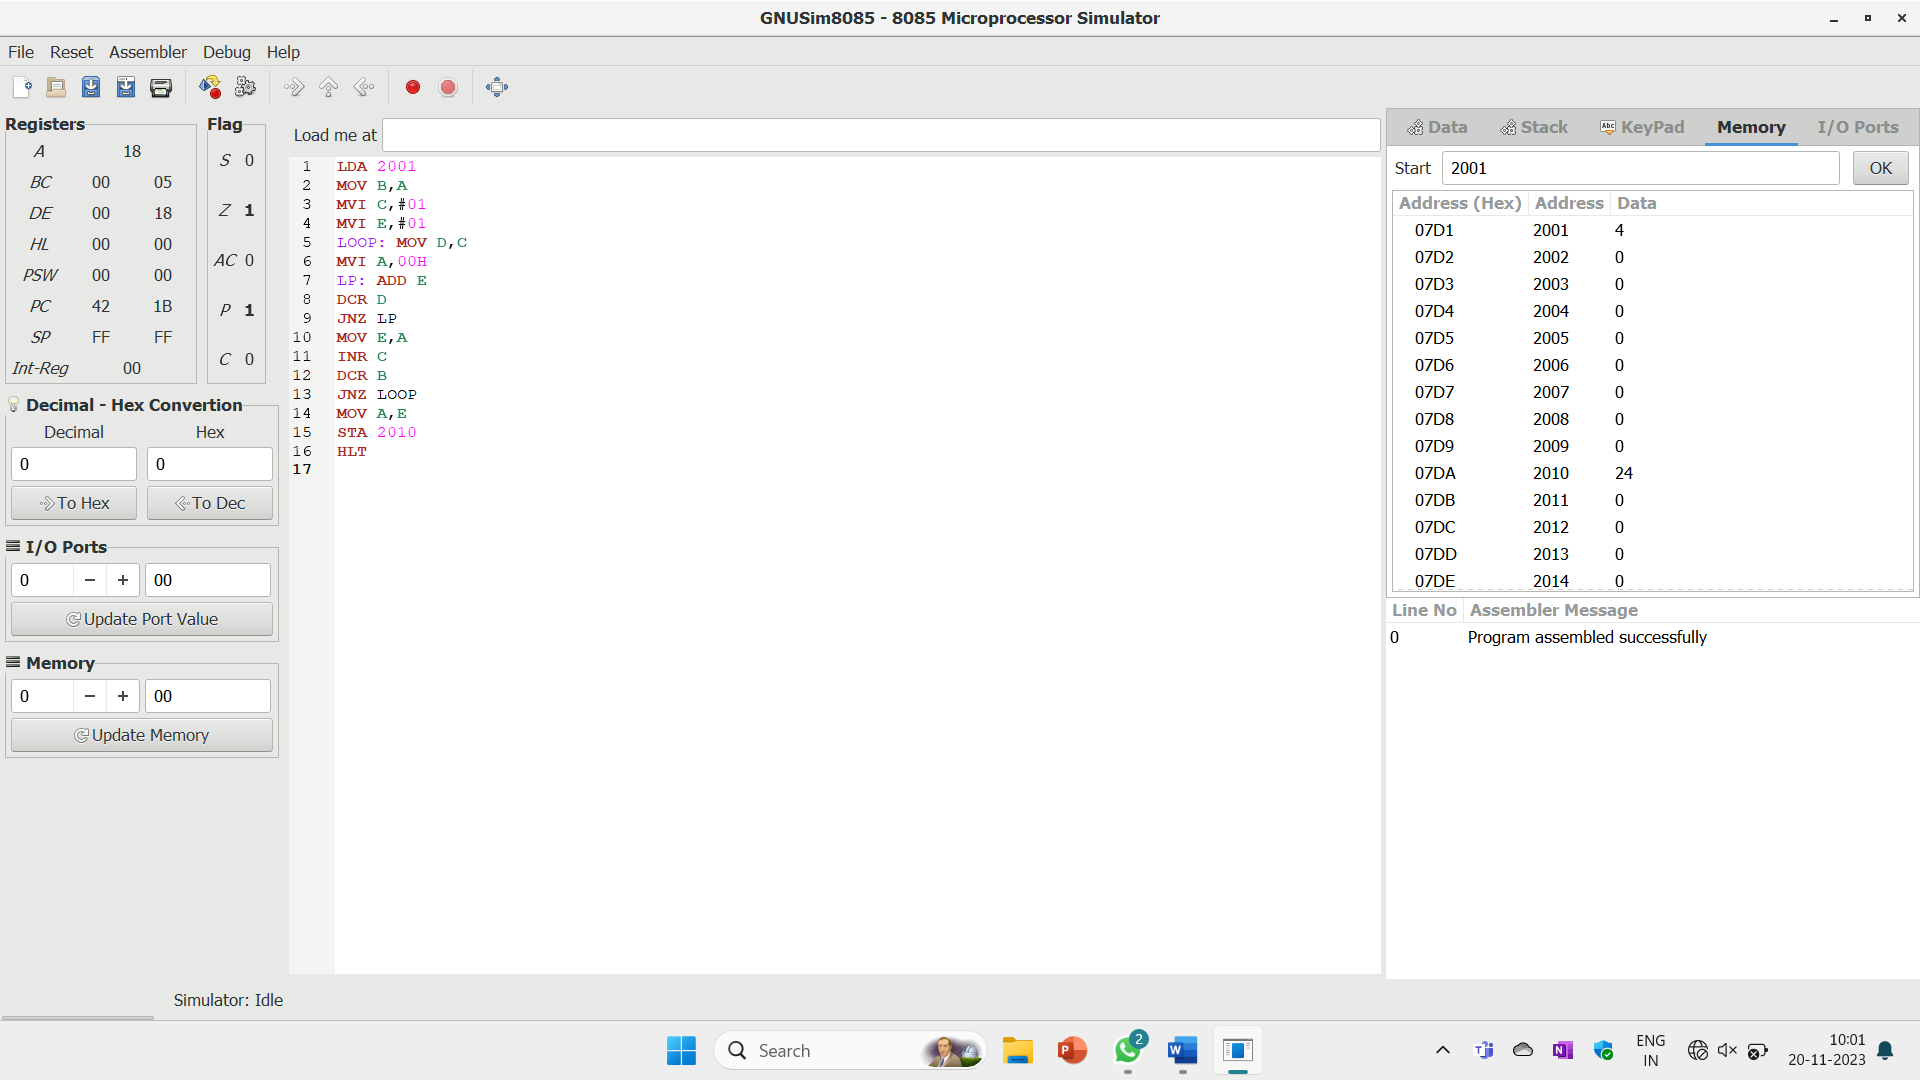 GNUSim8085 - 8085 Microprocessor Simulator
File Reset Assembler Debug Help
Registers
A 18
BC 00 05
DE 00 18
HL 00 00
PSW 00 00
PC 42 1B
SP FF FF
Int-Reg 00
Flag
S 0
Z 1
AC 0
P 1
C 0
Decimal - Hex Convertion
Decimal Hex
0 0
To Hex To Dec
I/O Ports
0 − + 00
Update Port Value
Memory
0 − + 00
Update Memory
Load me at
1 LDA 2001
2 MOV B,A
3 MVI C,#01
4 MVI E,#01
5 LOOP: MOV D,C
6 MVI A,00H
7 LP: ADD E
8 DCR D
9 JNZ LP
10 MOV E,A
11 INR C
12 DCR B
13 JNZ LOOP
14 MOV A,E
15 STA 2010
16 HLT
17
Data Stack Abc KeyPad Memory I/O Ports
Start 2001 OK
Address (Hex) Address Data
07D1 2001 4
07D2 2002 0
07D3 2003 0
07D4 2004 0
07D5 2005 0
07D6 2006 0
07D7 2007 0
07D8 2008 0
07D9 2009 0
07DA 2010 24
07DB 2011 0
07DC 2012 0
07DD 2013 0
07DE 2014 0
Line No Assembler Message
0 Program assembled successfully
Simulator: Idle
Search
P
2
W
N
ENG
IN
10:01
20-11-2023